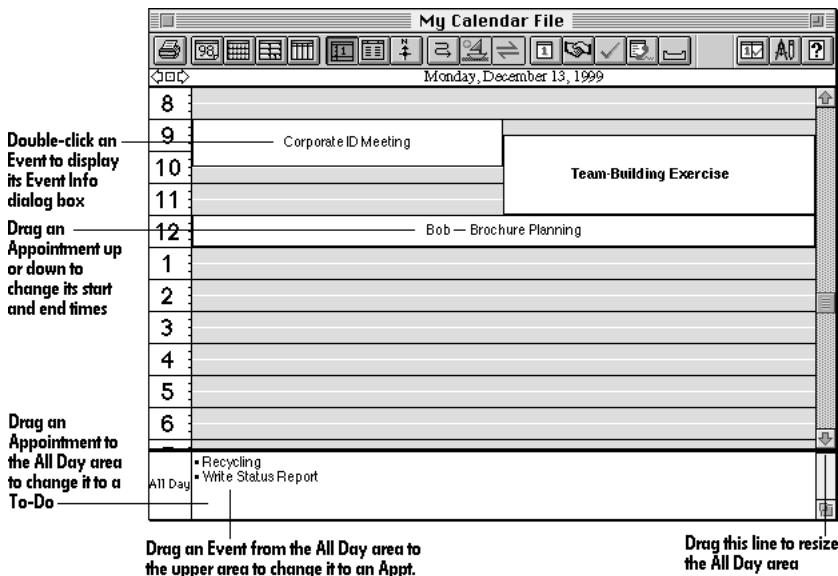 My Calendar File
98
1
N
1
1
?
Monday, December 13, 1999
8
9
10
11
12
1
2
3
4
5
6
Corporate ID Meeting
Team-Building Exercise
Bob — Brochure Planning
All Day
• Recycling
• Write Status Report
Double-click an
Event to display
its Event Info
dialog box
Drag an
Appointment up
or down to
change its start
and end times
Drag an
Appointment to
the All Day area
to change it to a
To-Do
Drag an Event from the All Day area to
the upper area to change it to an Appt.
Drag this line to resize
the All Day area